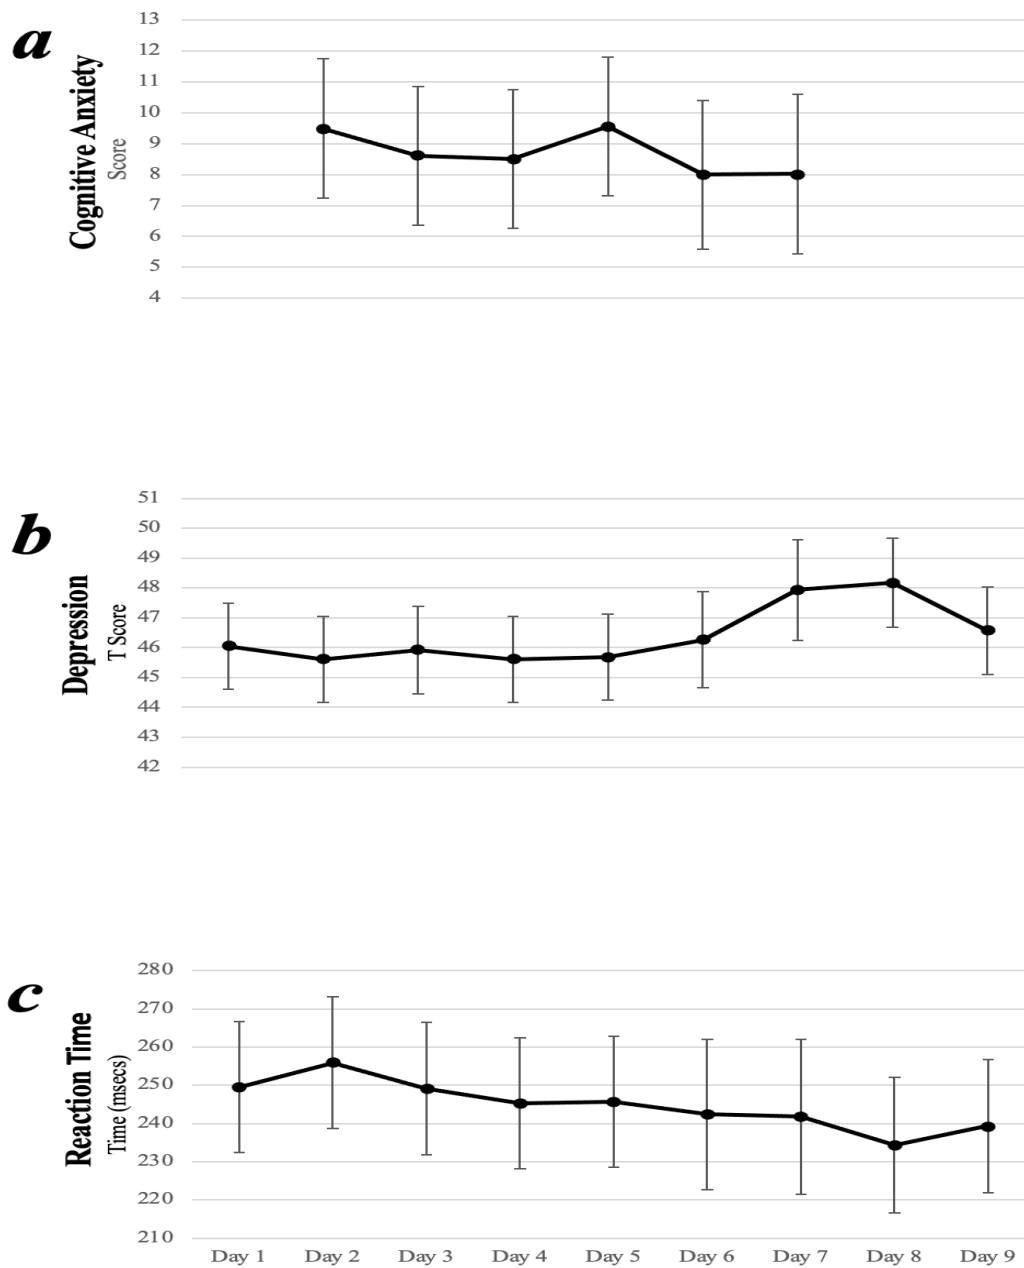 a
Cognitive Anxiety
Score
13
12
11
10
9
8
7
6
5
4
b
Depression
T Score
51
50
49
48
47
46
45
44
43
42
c
Reaction Time
Time (msecs)
280
270
260
250
240
230
220
210
Day 1 Day 2 Day 3 Day 4 Day 5 Day 6 Day 7 Day 8 Day 9